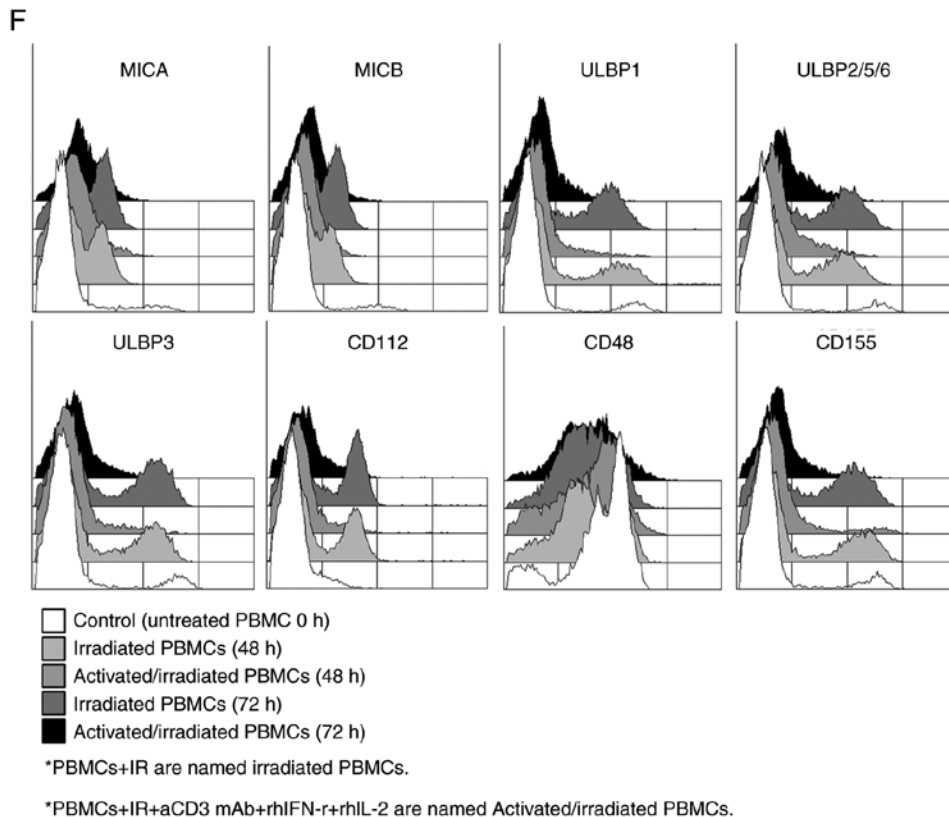 F
MICA MICB ULBP1 ULBP2/5/6
ULBP3 CD112 CD48 CD155
Control (untreated PBMC 0 h)
Irradiated PBMCs (48 h)
Activated/irradiated PBMCs (48 h)
Irradiated PBMCs (72 h)
Activated/irradiated PBMCs (72 h)
*PBMCs+IR are named irradiated PBMCs.
*PBMCs+IR+aCD3 mAb+rhIFN-r+rhIL-2 are named Activated/irradiated PBMCs.